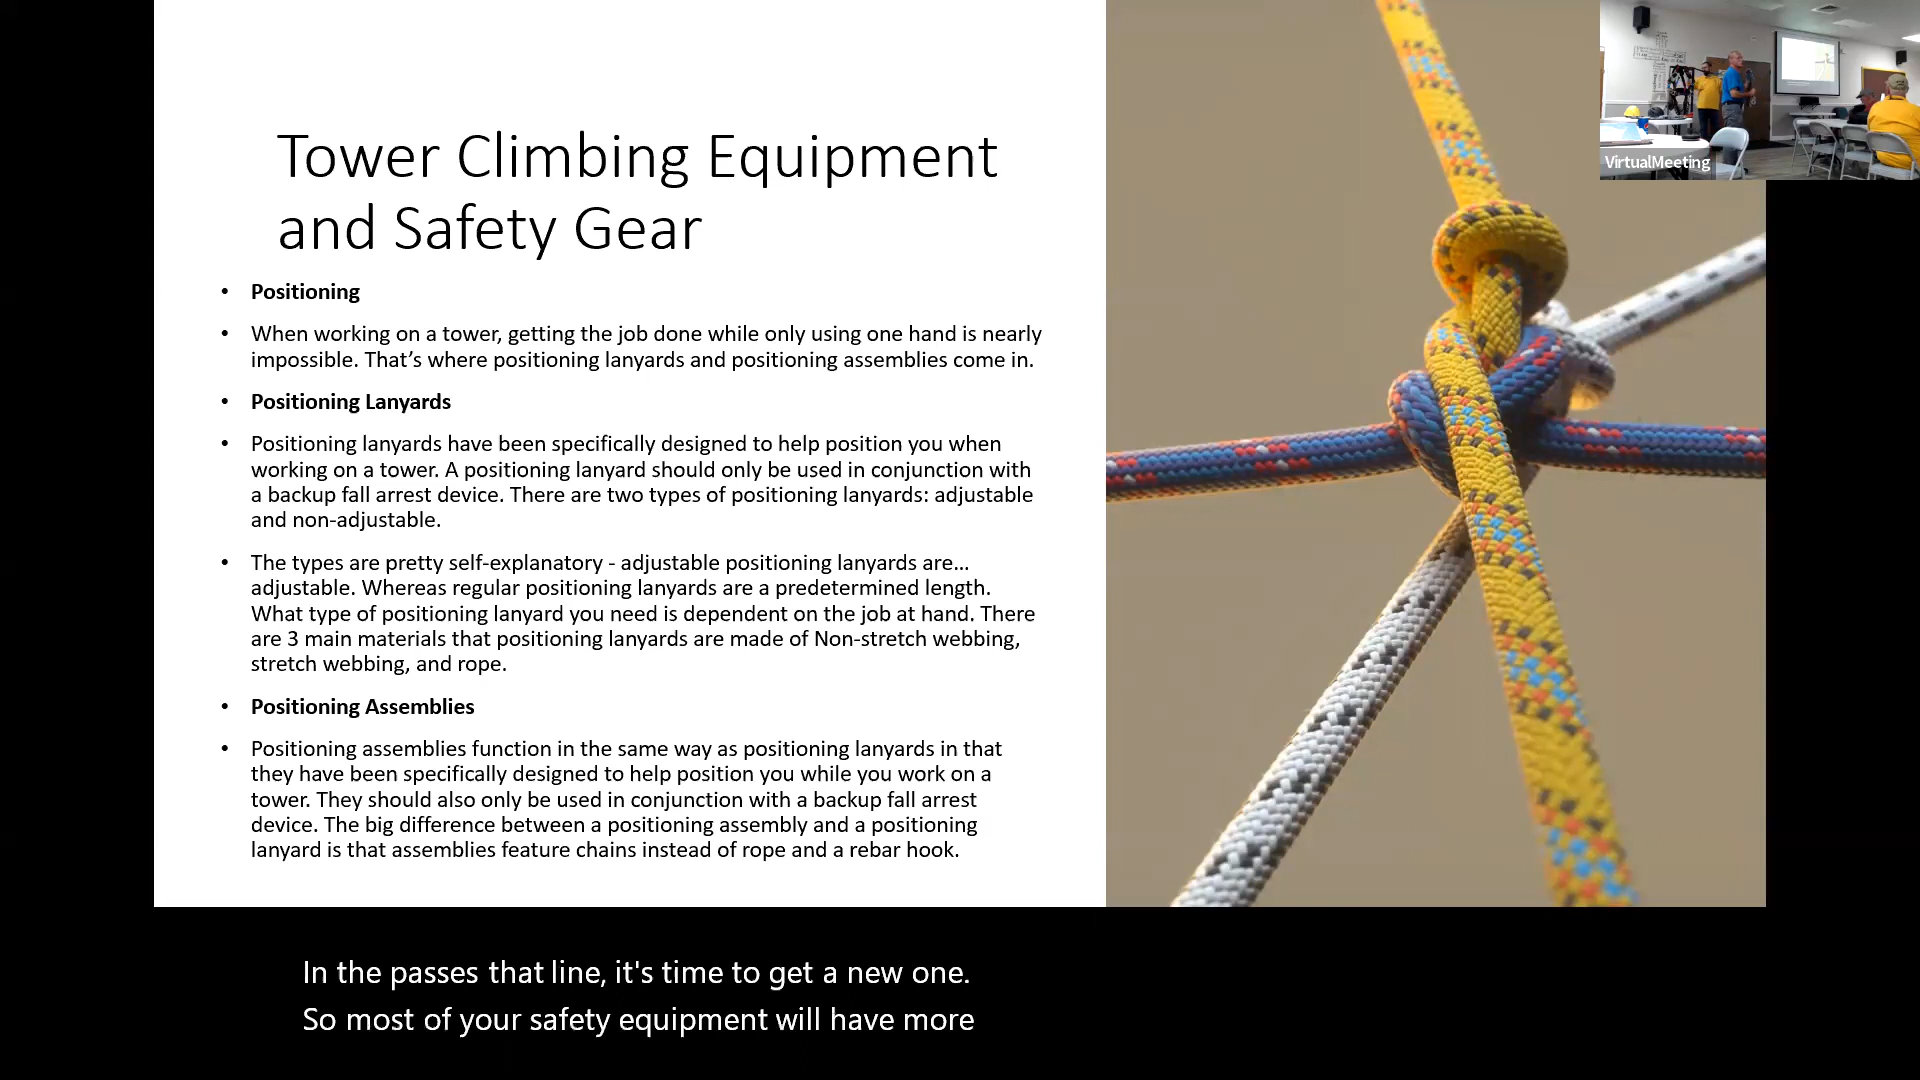 Tower Climbing Equipment
and Safety Gear
• Positioning
• When working on a tower, getting the job done while only using one hand is nearly
impossible. That’s where positioning lanyards and positioning assemblies come in.
• Positioning Lanyards
• Positioning lanyards have been specifically designed to help position you when
working on a tower. A positioning lanyard should only be used in conjunction with
a backup fall arrest device. There are two types of positioning lanyards: adjustable
and non-adjustable.
• The types are pretty self-explanatory - adjustable positioning lanyards are…
adjustable. Whereas regular positioning lanyards are a predetermined length.
What type of positioning lanyard you need is dependent on the job at hand. There
are 3 main materials that positioning lanyards are made of Non-stretch webbing,
stretch webbing, and rope.
• Positioning Assemblies
• Positioning assemblies function in the same way as positioning lanyards in that
they have been specifically designed to help position you while you work on a
tower. They should also only be used in conjunction with a backup fall arrest
device. The big difference between a positioning assembly and a positioning
lanyard is that assemblies feature chains instead of rope and a rebar hook.
VirtualMeeting
In the passes that line, it's time to get a new one.
So most of your safety equipment will have more